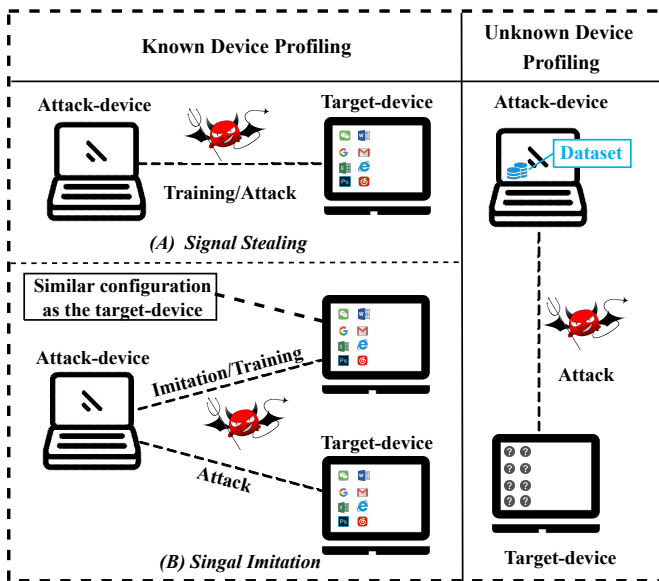 Known Device Profiling
Unknown Device
Profiling
Attack-device
Target-device
Training/Attack
(A) Signal Stealing
Similar configuration
as the target-device
Attack-device
Imitation/Training
Attack
Target-device
(B) Singal Imitation
Attack-device
Dataset
Attack
Target-device